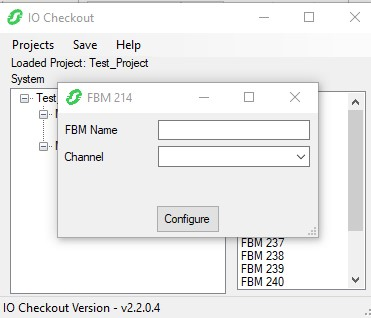 IO Checkout
Projects Save Help
Loaded Project: Test_Project
System
FBM 214
FBM Name
Channel
Configure
FBM 237
FBM 238
FBM 239
FBM 240
IO Checkout Version - v2.2.0.4